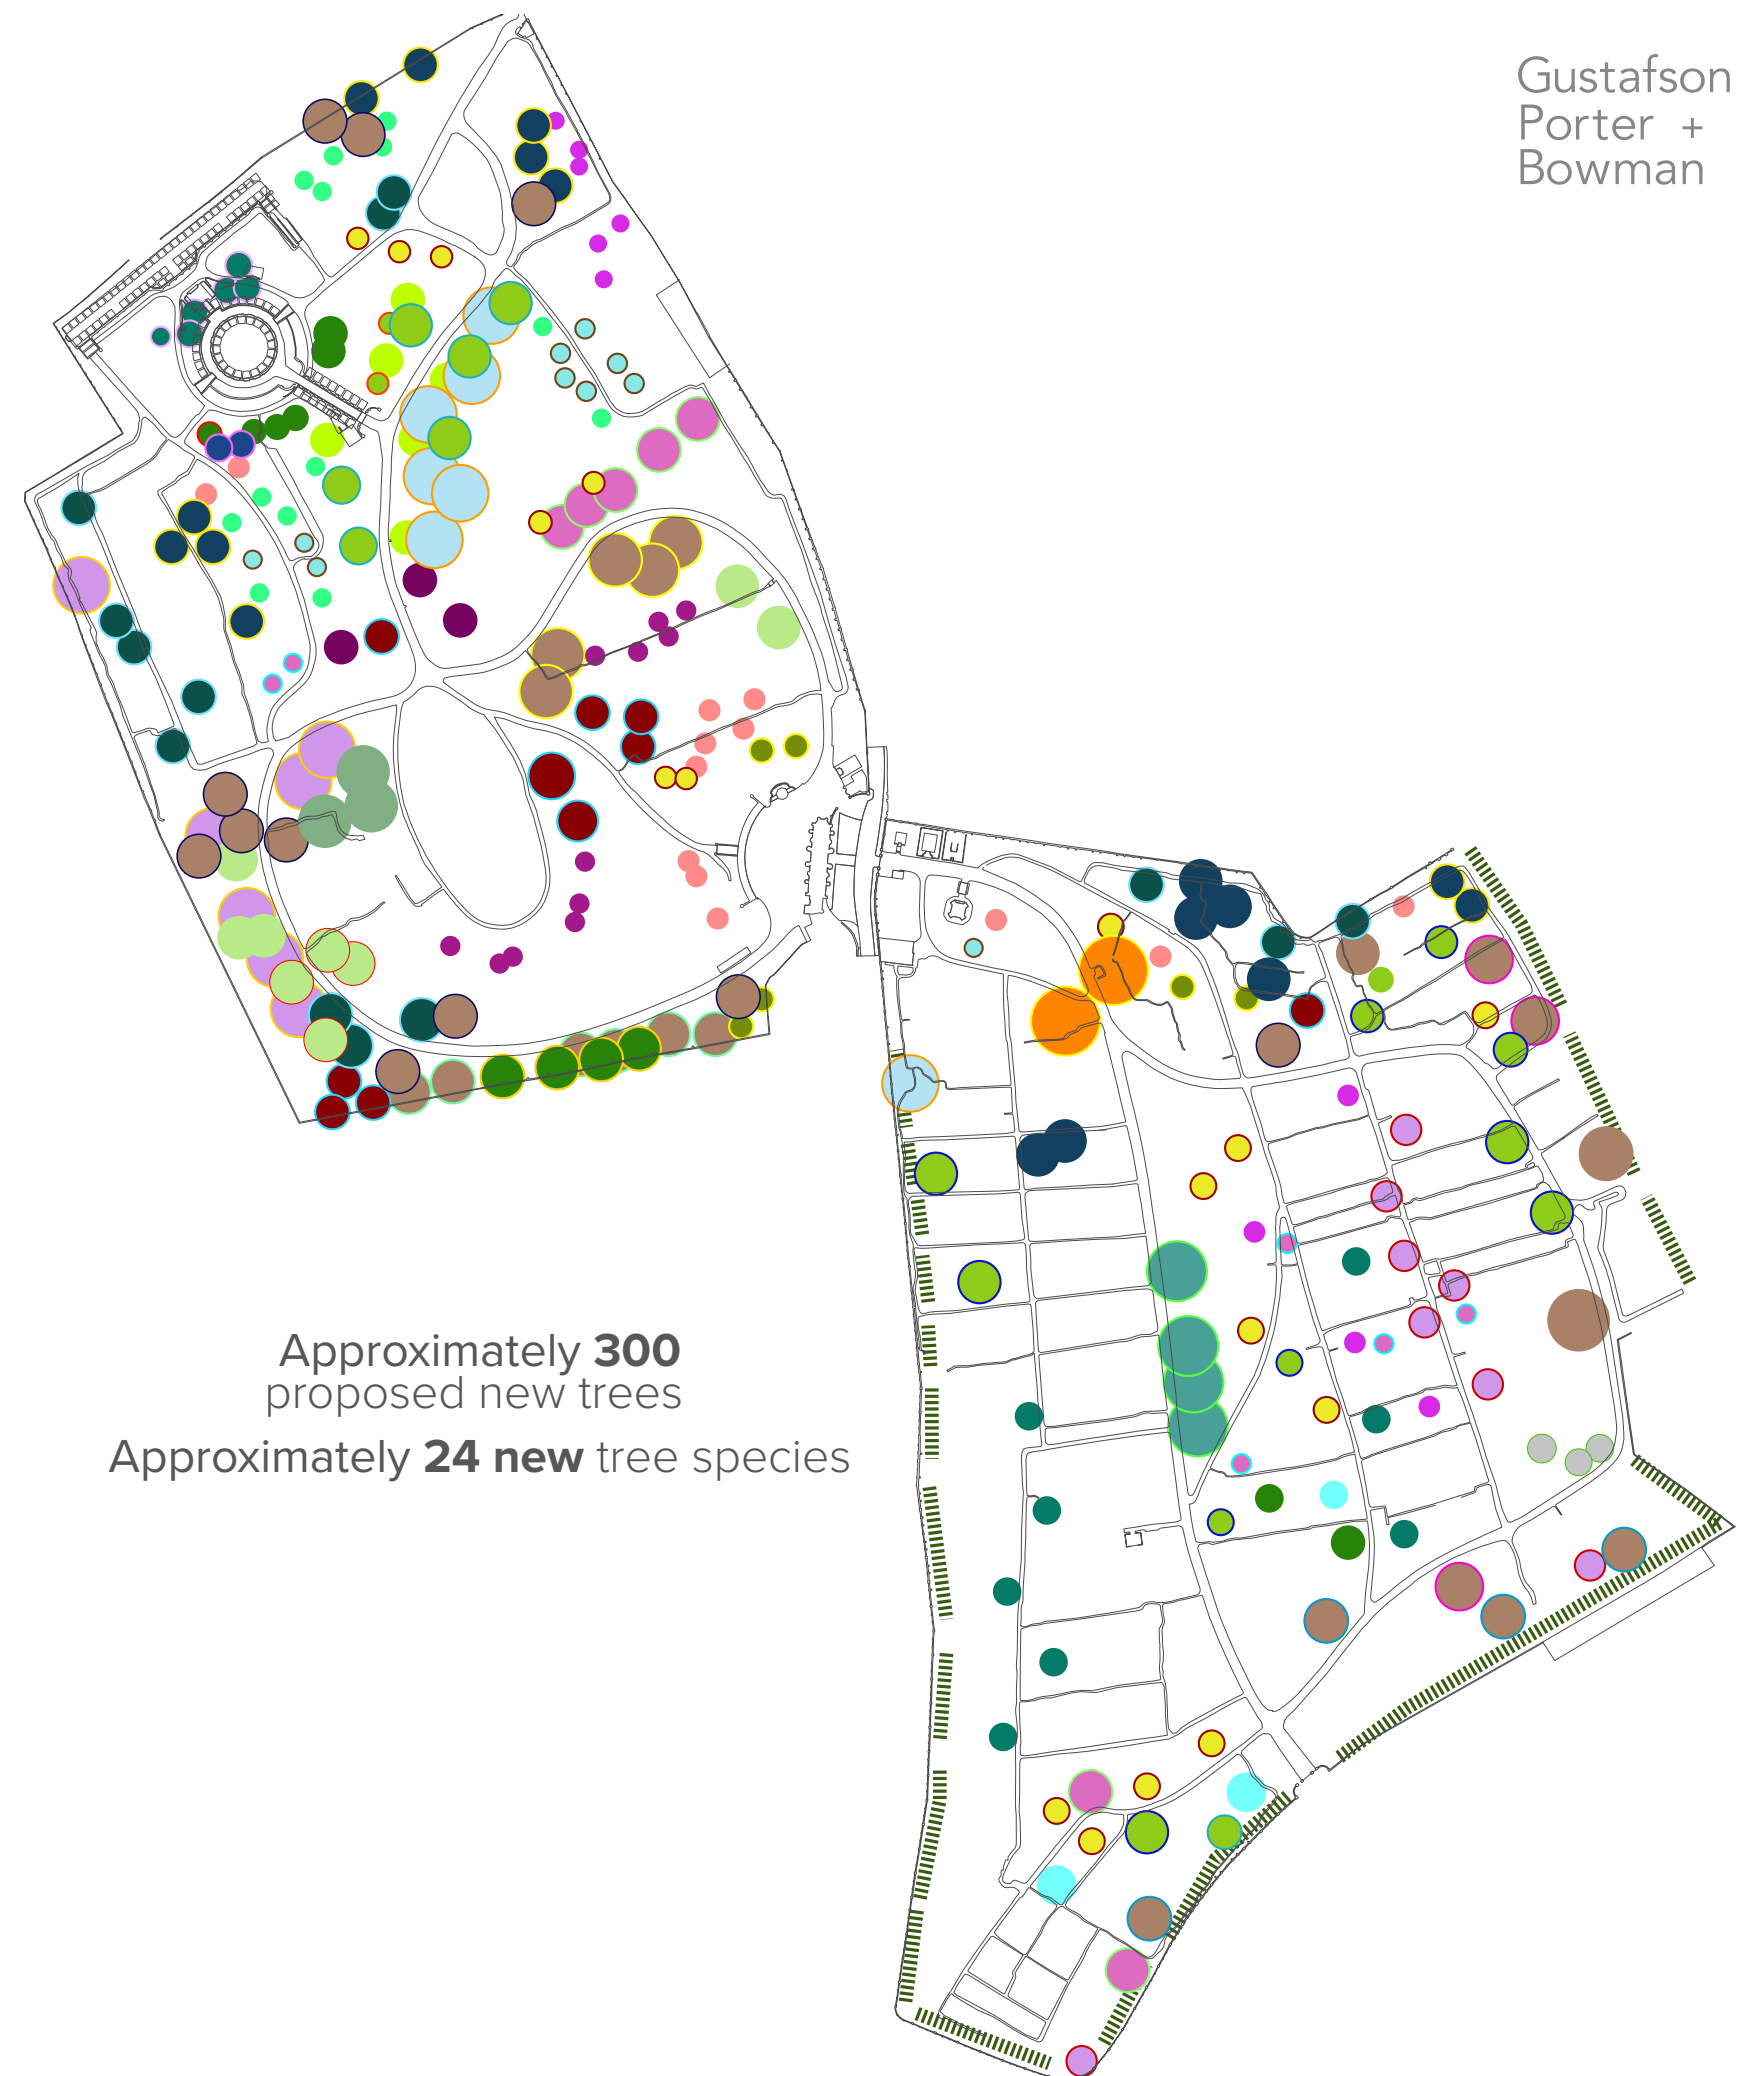 Gustafson
Porter +
Bowman
Approximately 300
proposed new trees
Approximately 24 new tree species